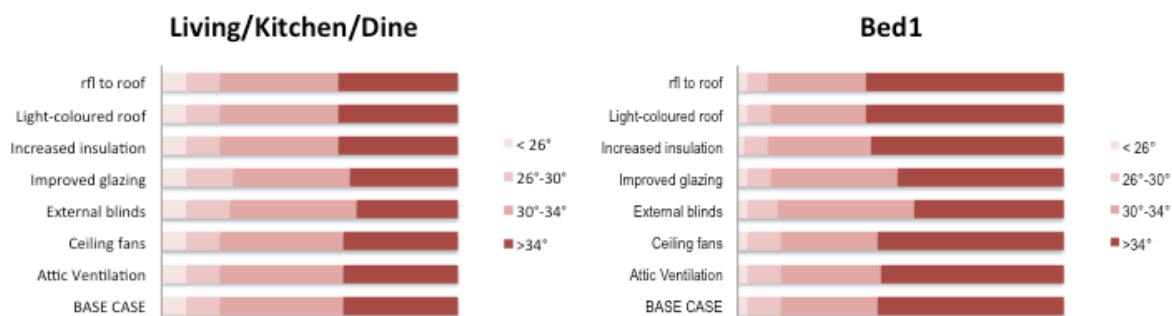 Living/Kitchen/Dine
rfl to roof
Light-coloured roof
Increased insulation
Improved glazing
External blinds
Ceiling fans
Attic Ventilation
BASE CASE
< 26°
26°-30°
30°-34°
>34°
Bed1
rfl to roof
Light-coloured roof
Increased insulation
Improved glazing
External blinds
Ceiling fans
Attic Ventilation
BASE CASE
< 26°
26°-30°
30°-34°
>34°